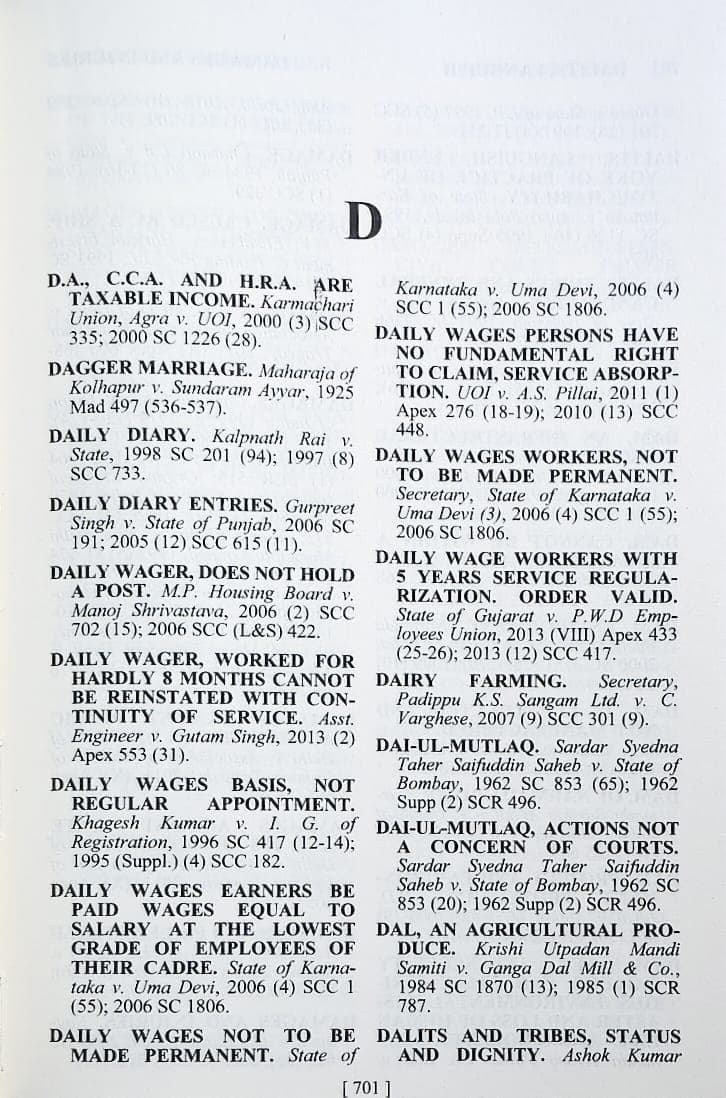 D
D.A., C.C.A. AND H.R.A. ARE
TAXABLE INCOME. Karmachari
Union, Agra v. UOI, 2000 (3) SCC
335; 2000 SC 1226 (28).
DAGGER MARRIAGE. Maharaja of
Kolhapur v. Sundaram Ayyar, 1925
Mad 497 (536-537).
DAILY DIARY. Kalpnath Rai v.
State, 1998 SC 201 (94); 1997 (8)
SCC 733.
DAILY DIARY ENTRIES. Gurpreet
Singh v. State of Punjab, 2006 SC
191; 2005 (12) SCC 615 (11).
DAILY WAGER, DOES NOT HOLD
A POST. M.P. Housing Board v.
Manoj Shrivastava, 2006 (2) SCC
702 (15); 2006 SCC (L&S) 422.
DAILY WAGER, WORKED FOR
HARDLY 8 MONTHS CANNOT
BE REINSTATED WITH CON-
TINUITY OF SERVICE. Asst.
Engineer v. Gutam Singh, 2013 (2)
Apex 553 (31).
DAILY WAGES BASIS, NOT
REGULAR APPOINTMENT.
Khagesh Kumar v. I. G. of
Registration, 1996 SC 417 (12-14);
1995 (Suppl.) (4) SCC 182.
DAILY WAGES EARNERS BE
PAID WAGES EQUAL TO
SALARY AT THE LOWEST
GRADE OF EMPLOYEES OF
THEIR CADRE. State of Karna-
taka v. Uma Devi, 2006 (4) SCC 1
(55); 2006 SC 1806.
DAILY WAGES NOT TO BE
MADE PERMANENT. State of
Karnataka v. Uma Devi, 2006 (4)
SCC 1 (55); 2006 SC 1806.
DAILY WAGES PERSONS HAVE
NO FUNDAMENTAL RIGHT
TO CLAIM, SERVICE ABSORP-
TION. UOI v. A.S. Pillai, 2011 (1)
Apex 276 (18-19); 2010 (13) SCC
448.
DAILY WAGES WORKERS, NOT
TO BE MADE PERMANENT.
Secretary, State of Karnataka v.
Uma Devi (3), 2006 (4) SCC 1 (55);
2006 SC 1806.
DAILY WAGE WORKERS WITH
5 YEARS SERVICE REGULA-
RIZATION. ORDER VALID.
State of Gujarat v. P.W.D Emp-
loyees Union, 2013 (VIII) Apex 433
(25-26); 2013 (12) SCC 417.
DAIRY FARMING. Secretary,
Padippu K.S. Sangam Ltd. v. C.
Varghese, 2007 (9) SCC 301 (9).
DAI-UL-MUTLAQ. Sardar Syedna
Taher Saifuddin Saheb v. State of
Bombay, 1962 SC 853 (65); 1962
Supp (2) SCR 496.
DAI-UL-MUTLAQ, ACTIONS NOT
A CONCERN OF COURTS.
Sardar Syedna Taher Saifuddin
Saheb v. State of Bombay, 1962 SC
853 (20); 1962 Supp (2) SCR 496.
DAL, AN AGRICULTURAL PRO-
DUCE. Krishi Utpadan Mandi
Samiti v. Ganga Dal Mill & Co.,
1984 SC 1870 (13); 1985 (1) SCR
787.
DALITS AND TRIBES, STATUS
AND DIGNITY. Ashok Kumar
[ 701 ]